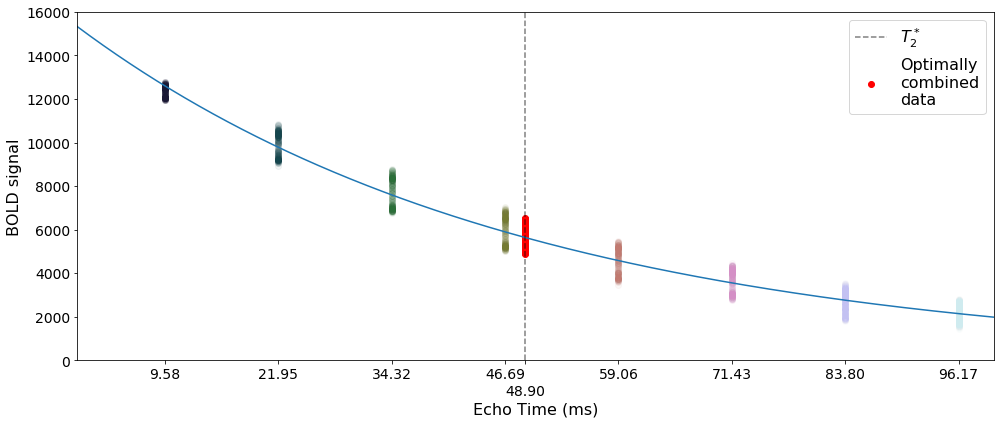 16000
14000
12000
10000
8000
6000
4000
2000
0
BOLD signal
T₂*
Optimally
combined
data
9.58 21.95 34.32 46.69 59.06 71.43 83.80 96.17
48.90
Echo Time (ms)